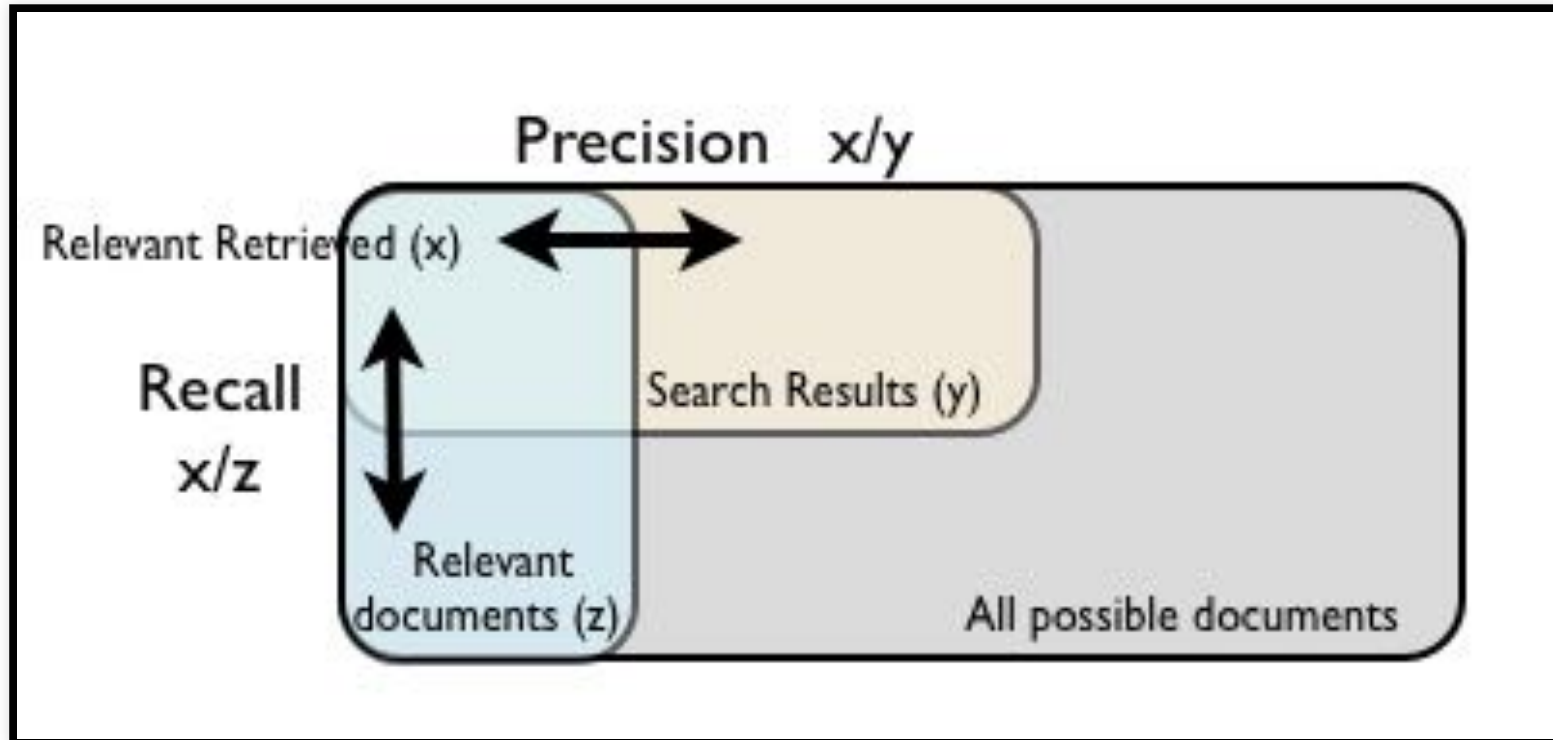 Precision x/y
Relevant Retrieved (x)
Recall
x/z
Search Results (y)
Relevant
documents (z)
All possible documents